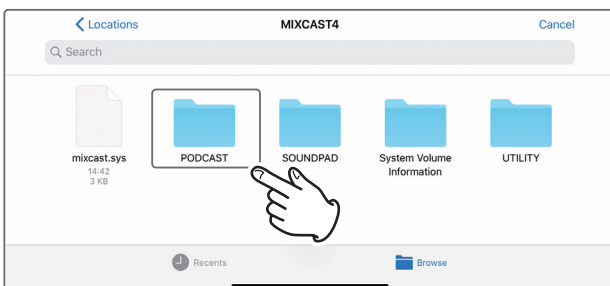 Locations
MIXCAST4
Cancel
Search
mixcast.sys
14:42
3 KB
PODCAST
SOUNDPAD
System Volume
Information
UTILITY
Recents
Browse